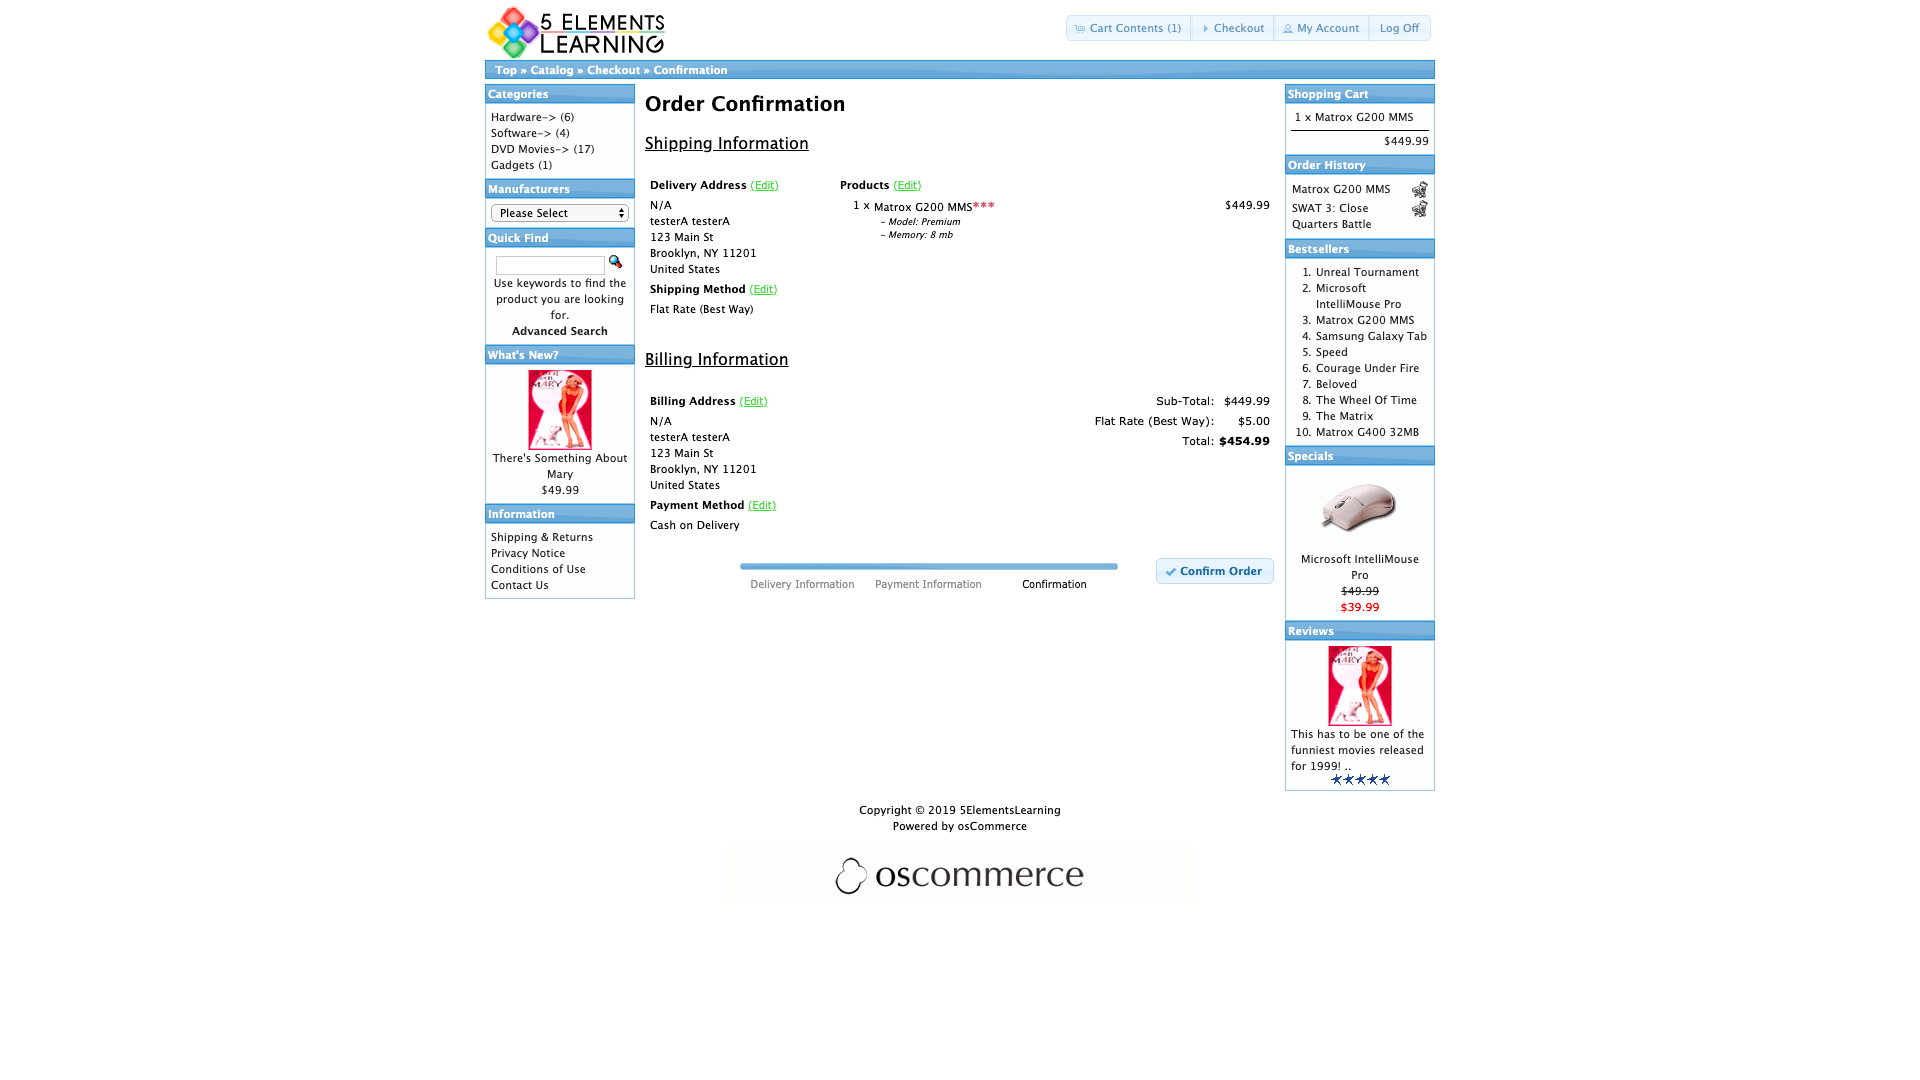 5 ELEMENTS
LEARNING
Cart Contents (1)
Checkout
My Account
Log Off
Top » Catalog » Checkout » Confirmation
Categories
Hardware-> (6)
Software-> (4)
DVD Movies-> (17)
Gadgets (1)
Manufacturers
Please Select
Quick Find
Use keywords to find the
product you are looking
for.
Advanced Search
What's New?
There's Something About
Mary
$49.99
Information
Shipping & Returns
Privacy Notice
Conditions of Use
Contact Us
Order Confirmation
Shipping Information
Delivery Address (Edit)
N/A
testerA testerA
123 Main St
Brooklyn, NY 11201
United States
Shipping Method (Edit)
Flat Rate (Best Way)
Products (Edit)
1 x Matrox G200 MMS*** $449.99
- Model: Premium
- Memory: 8 mb
Billing Information
Billing Address (Edit)
N/A
testerA testerA
123 Main St
Brooklyn, NY 11201
United States
Payment Method (Edit)
Cash on Delivery
Sub-Total: $449.99
Flat Rate (Best Way): $5.00
Total: $454.99
Delivery Information
Payment Information
Confirmation
Confirm Order
Shopping Cart
1 x Matrox G200 MMS
$449.99
Order History
Matrox G200 MMS
SWAT 3: Close
Quarters Battle
Bestsellers
1. Unreal Tournament
2. Microsoft
IntelliMouse Pro
3. Matrox G200 MMS
4. Samsung Galaxy Tab
5. Speed
6. Courage Under Fire
7. Beloved
8. The Wheel Of Time
9. The Matrix
10. Matrox G400 32MB
Specials
Microsoft IntelliMouse
Pro
$49.99
$39.99
Reviews
MARY
This has to be one of the
funniest movies released
for 1999! ..
Copyright © 2019 5ElementsLearning
Powered by osCommerce
oscommerce